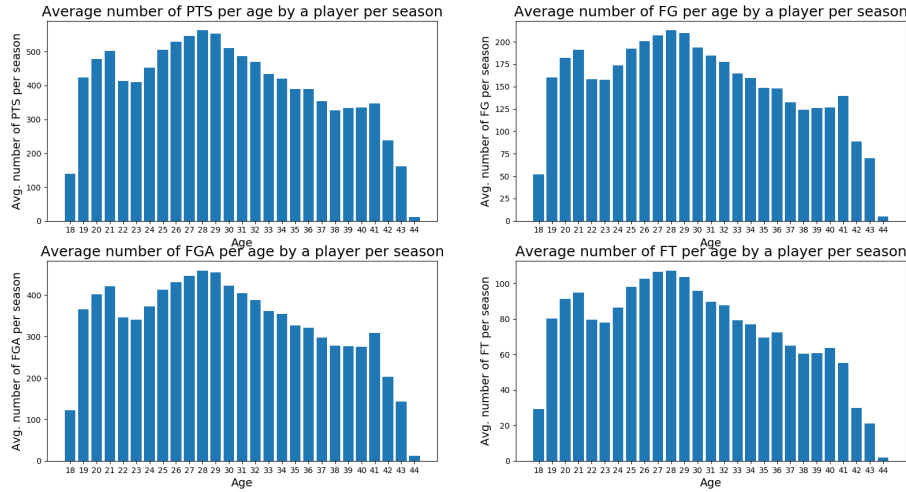 Average number of PTS per age by a player per season
Avg. number of PTS per season
500
400
300
200
100
0
18 19 20 21 22 23 24 25 26 27 28 29 30 31 32 33 34 35 36 37 38 39 40 41 42 43 44
Age
Average number of FG per age by a player per season
Avg. number of FG per season
200
175
150
125
100
75
50
25
0
18 19 20 21 22 23 24 25 26 27 28 29 30 31 32 33 34 35 36 37 38 39 40 41 42 43 44
Age
Average number of FGA per age by a player per season
Avg. number of FGA per season
400
300
200
100
0
18 19 20 21 22 23 24 25 26 27 28 29 30 31 32 33 34 35 36 37 38 39 40 41 42 43 44
Age
Average number of FT per age by a player per season
Avg. number of FT per season
100
80
60
40
20
0
18 19 20 21 22 23 24 25 26 27 28 29 30 31 32 33 34 35 36 37 38 39 40 41 42 43 44
Age